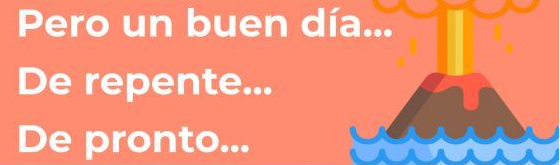 Pero un buen día...
De repente...
De pronto...